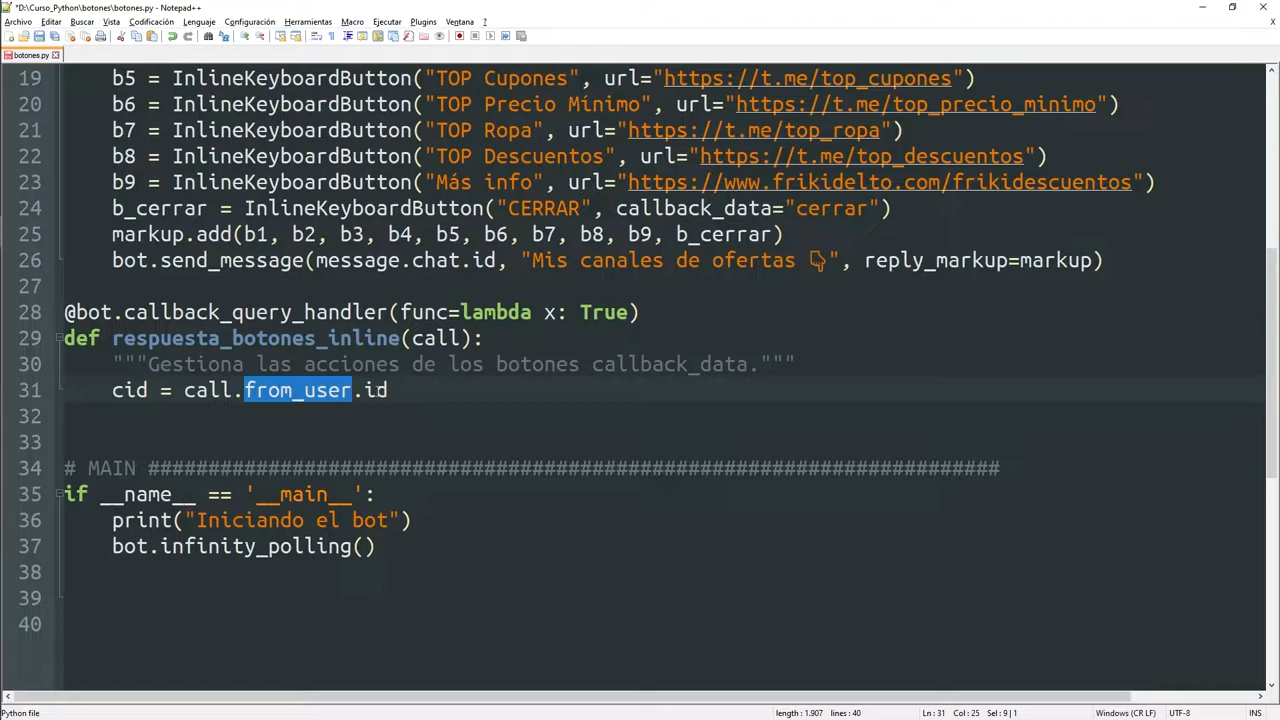 *D:\Curso_Python\botones\botones.py - Notepad++
Archivo Editar Buscar Vista Codificación Lenguaje Configuración Herramientas Macro Ejecutar Plugins Ventana ?
botones.py
19 b5 = InlineKeyboardButton("TOP Cupones", url="https://t.me/top_cupones")
20 b6 = InlineKeyboardButton("TOP Precio Mínimo", url="https://t.me/top_precio_minimo")
21 b7 = InlineKeyboardButton("TOP Ropa", url="https://t.me/top_ropa")
22 b8 = InlineKeyboardButton("TOP Descuentos", url="https://t.me/top_descuentos")
23 b9 = InlineKeyboardButton("Más info", url="https://www.frikidelto.com/frikidescuentos")
24 b_cerrar = InlineKeyboardButton("CERRAR", callback_data="cerrar")
25 markup.add(b1, b2, b3, b4, b5, b6, b7, b8, b9, b_cerrar)
26 bot.send_message(message.chat.id, "Mis canales de ofertas 👇", reply_markup=markup)
27
28 @bot.callback_query_handler(func=lambda x: True)
29 def respuesta_botones_inline(call):
30 """Gestiona las acciones de los botones callback_data."""
31 cid = call.from_user.id
32
33
34 # MAIN #######################################################################
35 if __name__ == '__main__':
36 print("Iniciando el bot")
37 bot.infinity_polling()
38
39
40
Python file length : 1.907 lines : 40 Ln : 31 Col : 25 Sel : 9 | 1 Windows (CR LF) UTF-8 INS